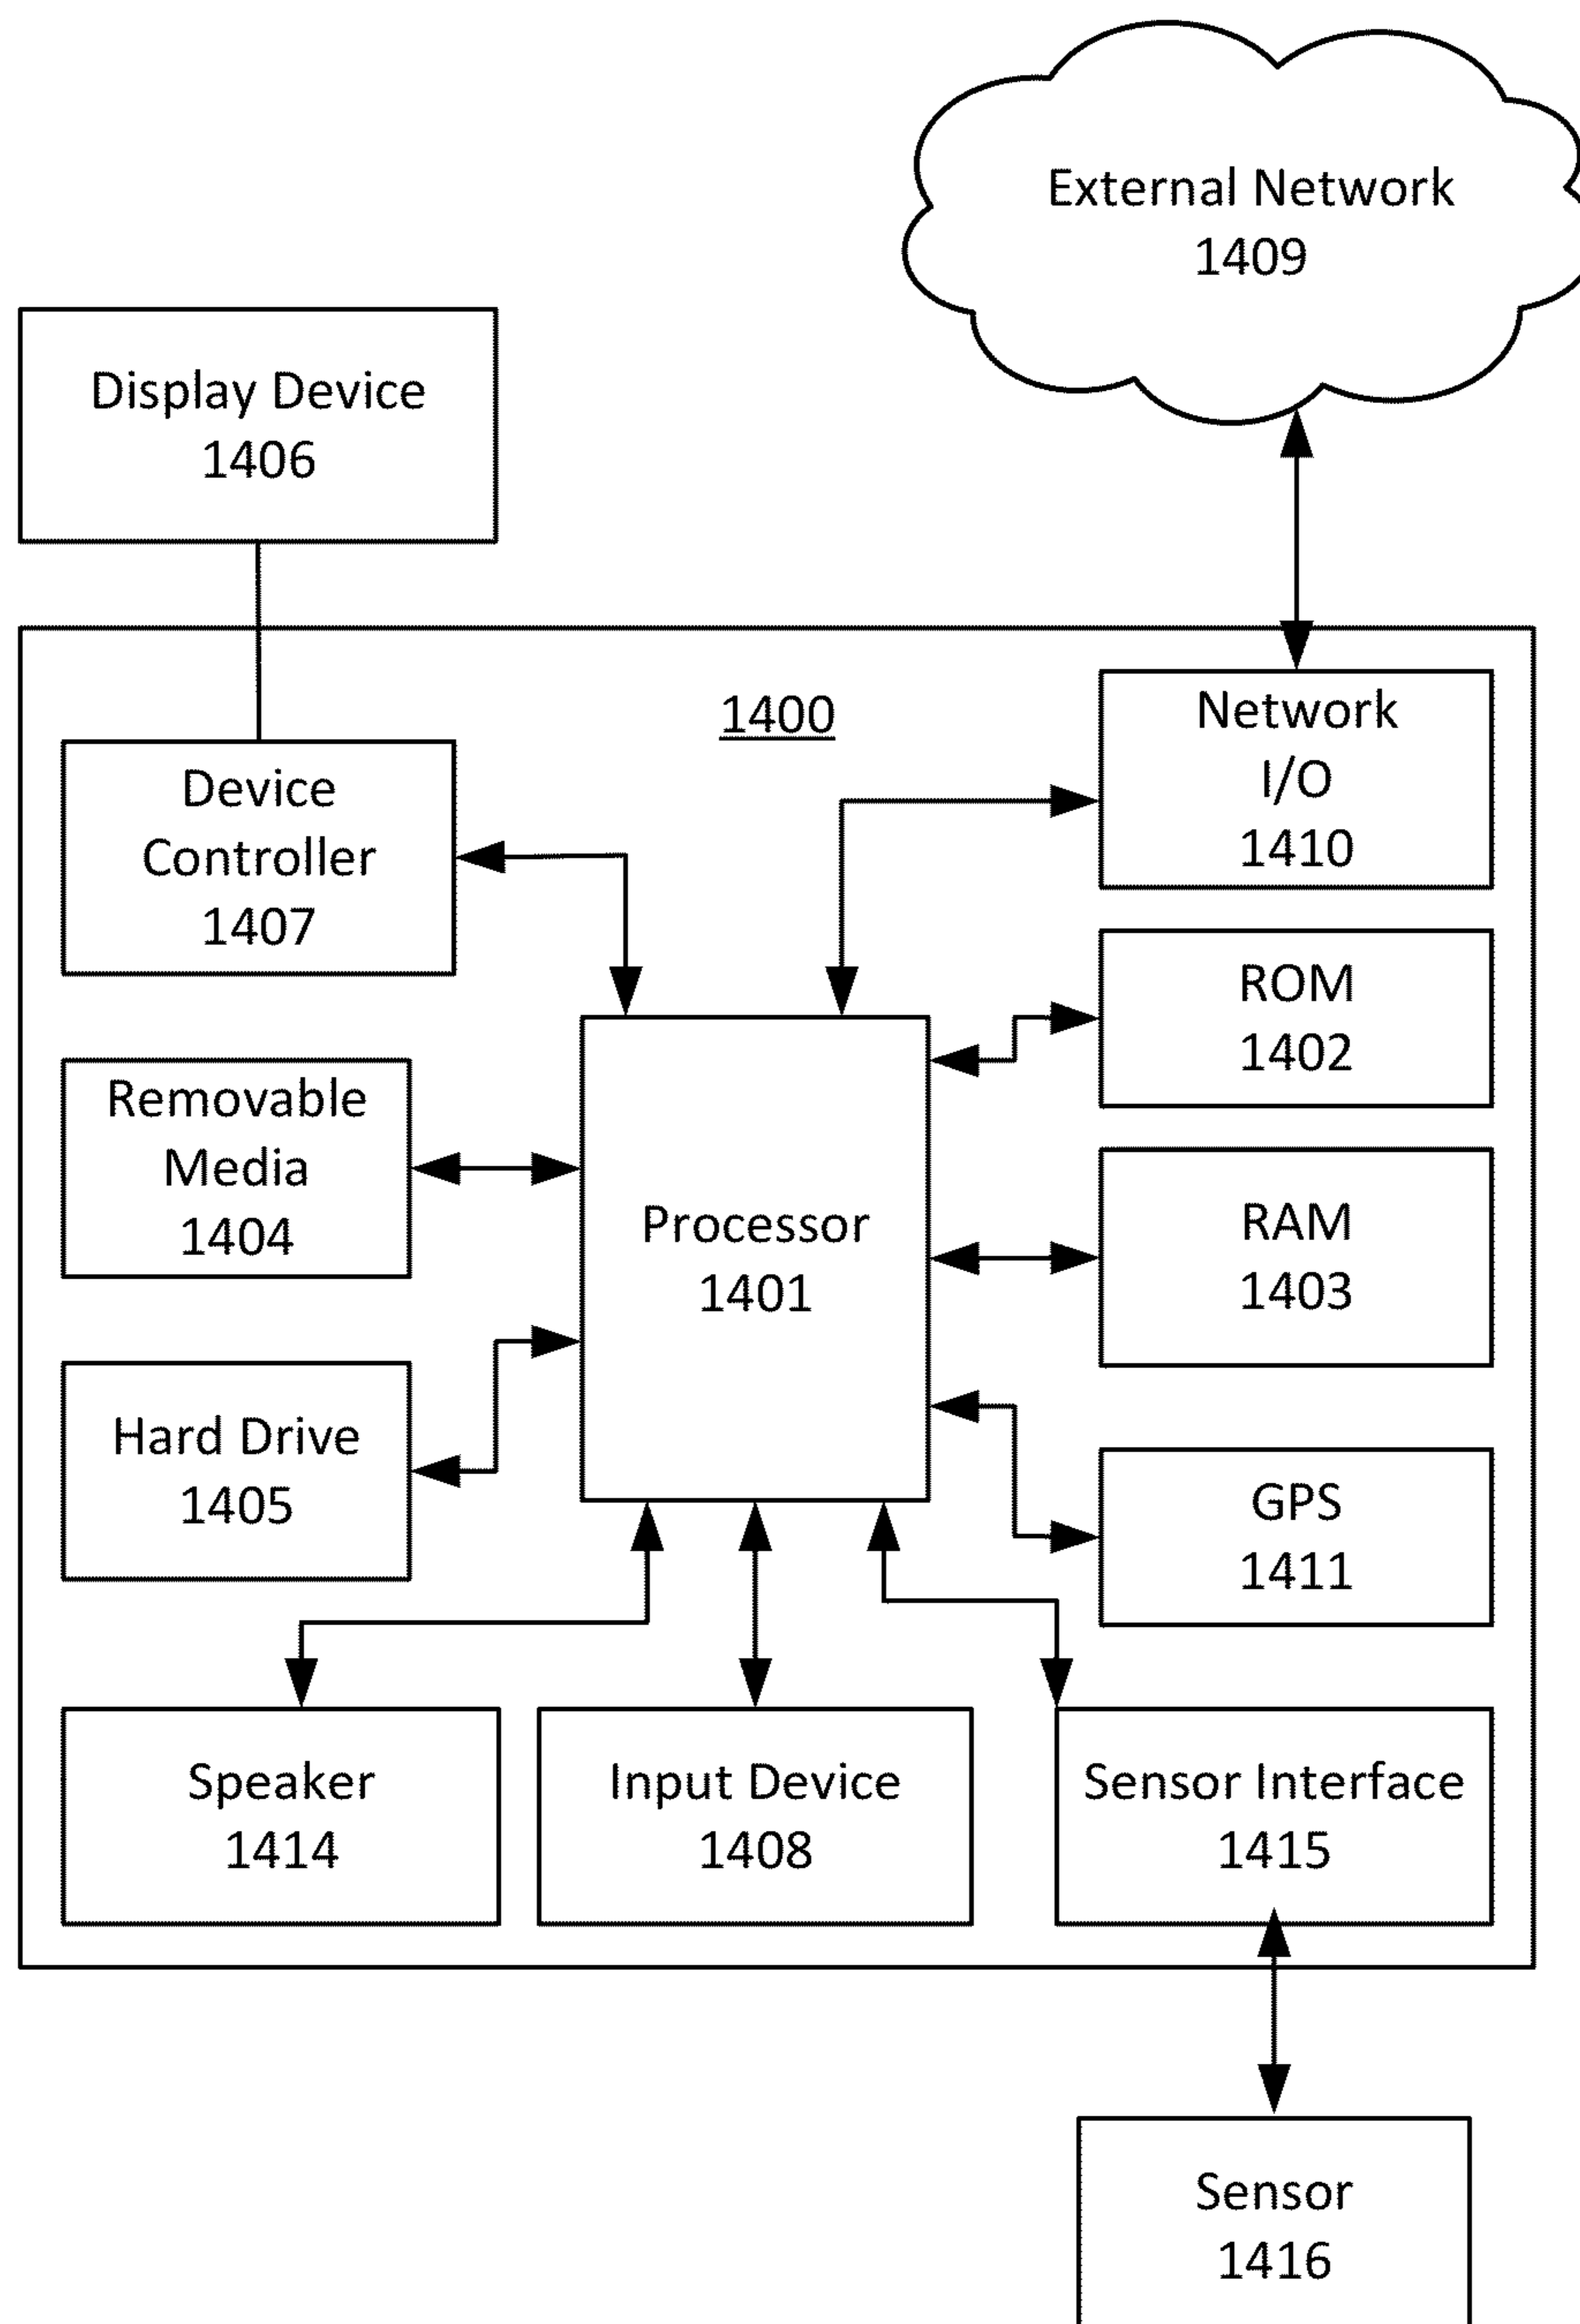 External Network
1409
Display Device
1406
1400
Network
I/O
1410
Device
Controller
1407
ROM
1402
Removable
Media
1404
Processor
1401
RAM
1403
Hard Drive
1405
GPS
1411
Speaker
1414
Input Device
1408
Sensor Interface
1415
Sensor
1416